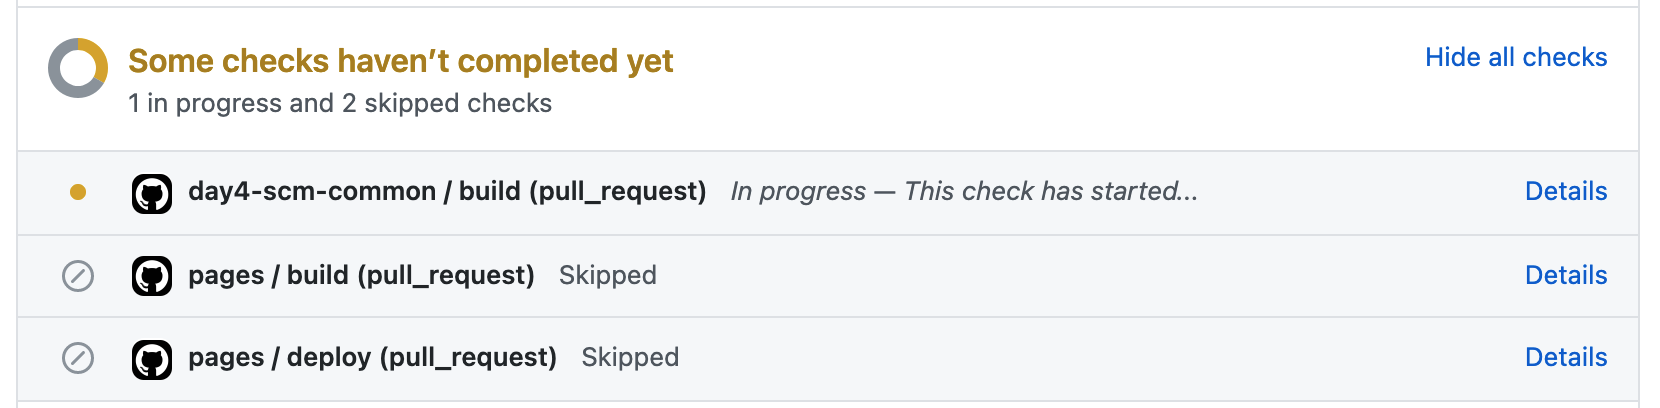 Some checks haven’t completed yet
Hide all checks
1 in progress and 2 skipped checks
day4-scm-common / build (pull_request) In progress — This check has started... Details
pages / build (pull_request) Skipped Details
pages / deploy (pull_request) Skipped Details